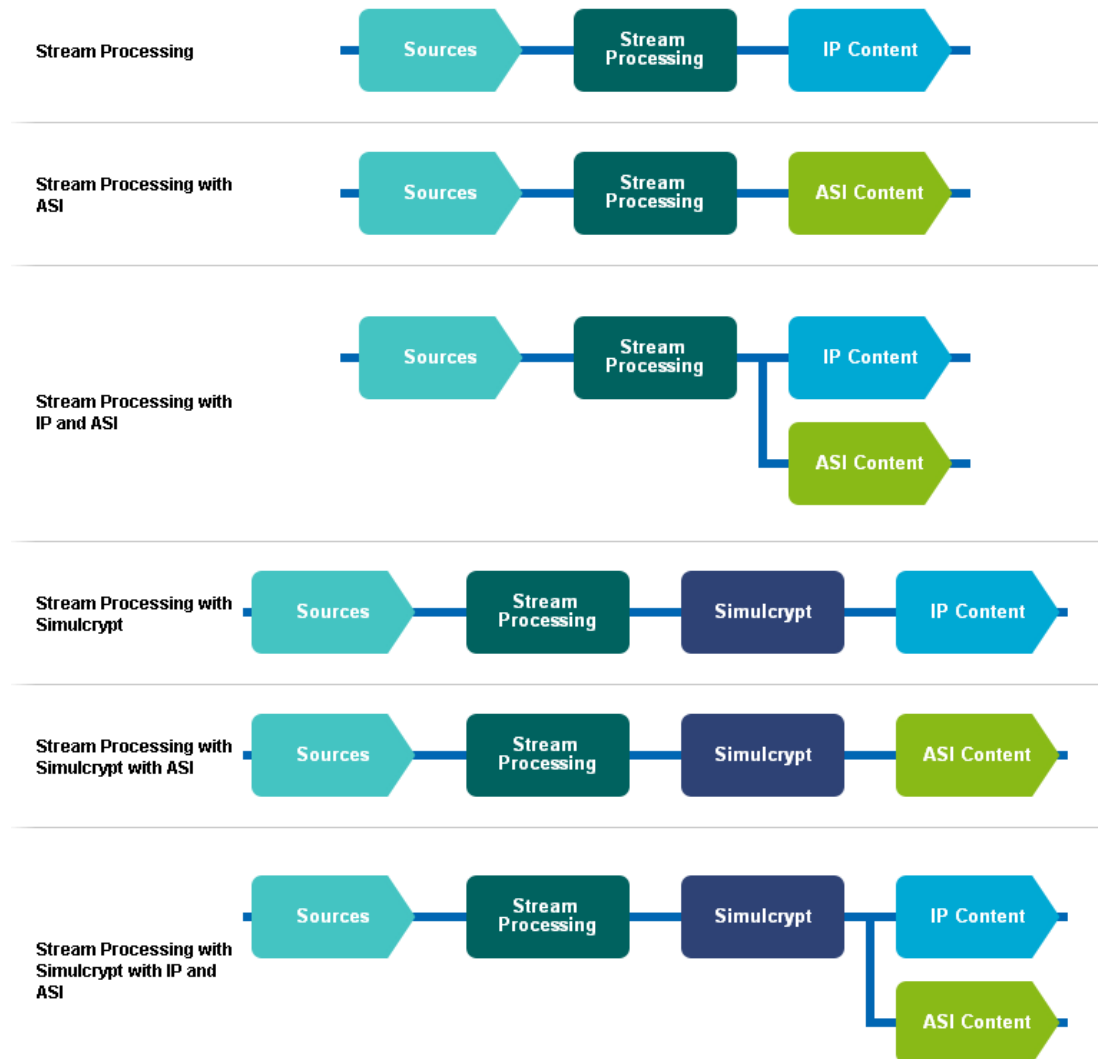 Stream Processing
Sources
Stream
Processing
IP Content
Stream Processing with
ASI
Sources
Stream
Processing
ASI Content
Stream Processing with
IP and ASI
Sources
Stream
Processing
IP Content
ASI Content
Stream Processing with
Simulcrypt
Sources
Stream
Processing
Simulcrypt
IP Content
Stream Processing with
Simulcrypt with ASI
Sources
Stream
Processing
Simulcrypt
ASI Content
Stream Processing with
Simulcrypt with IP and
ASI
Sources
Stream
Processing
Simulcrypt
IP Content
ASI Content